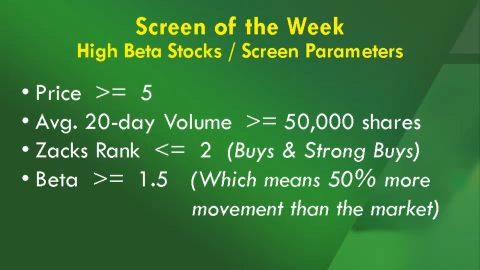 Screen of the Week
High Beta Stocks / Screen Parameters
• Price >= 5
• Avg. 20-day Volume >= 50,000 shares
• Zacks Rank <= 2 (Buys & Strong Buys)
• Beta >= 1.5 (Which means 50% more
movement than the market)